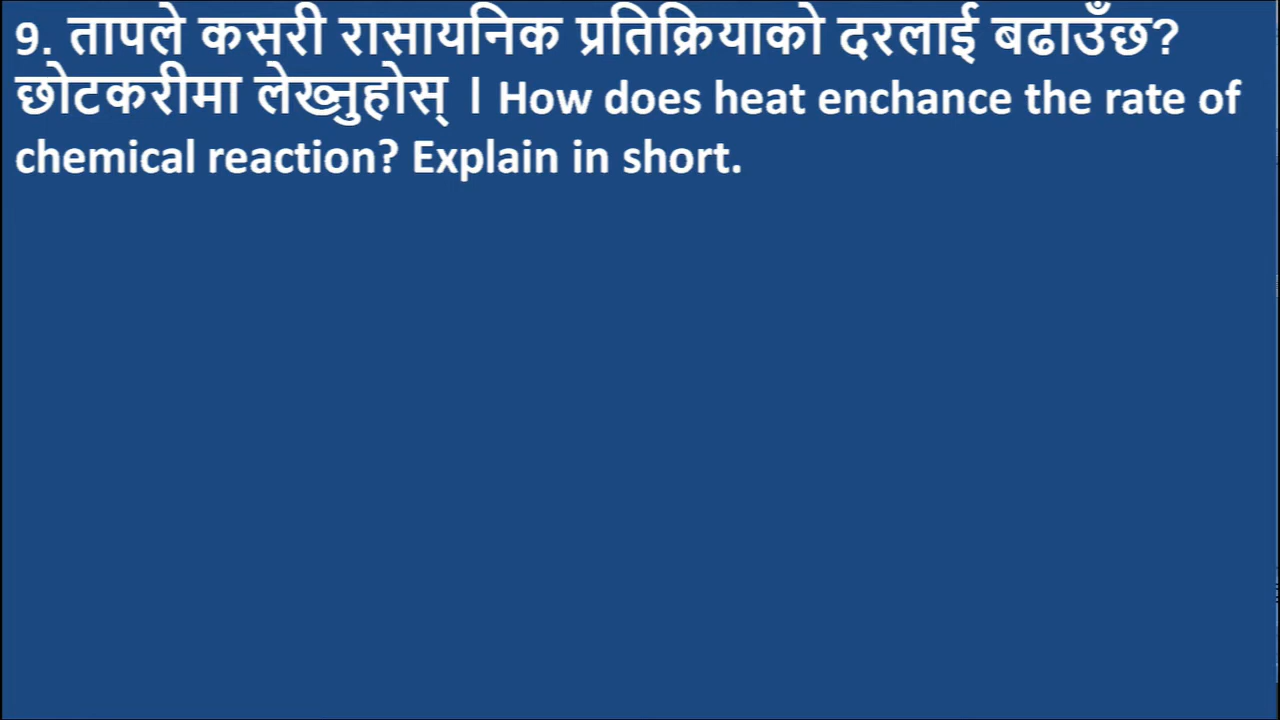 9. तापले कसरी रासायनिक प्रतिक्रियाको दरलाई बढाउँछ?
छोटकरीमा लेख्नुहोस् । How does heat enchance the rate of
chemical reaction? Explain in short.